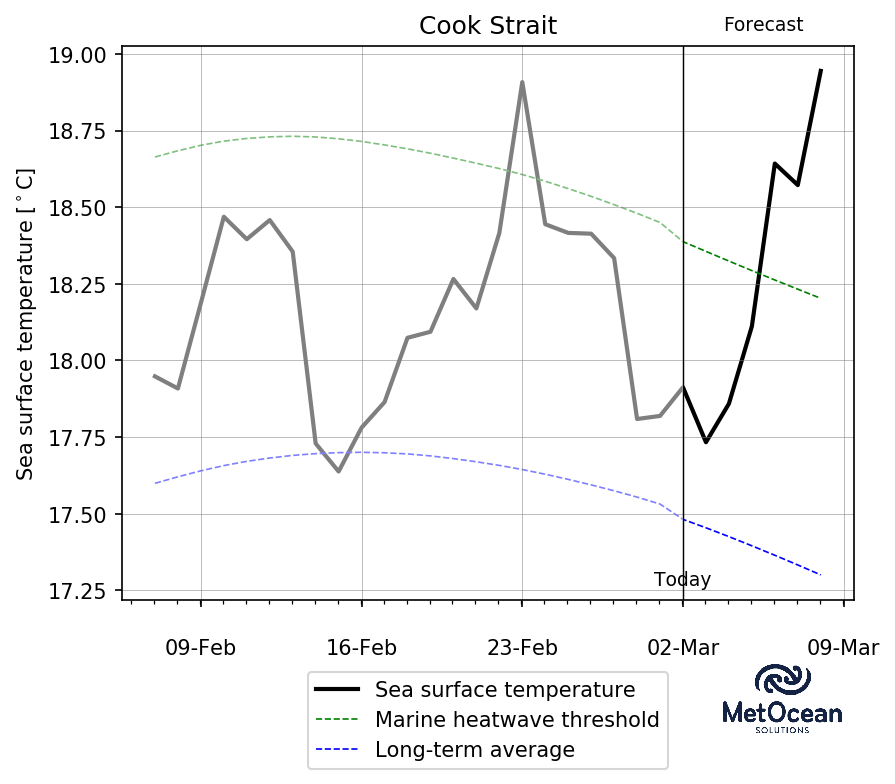 Cook Strait
Forecast
19.00
18.75
18.50
18.25
18.00
17.75
17.50
17.25
Sea surface temperature [°C]
Today
09-Feb 16-Feb 23-Feb 02-Mar 09-Mar
Sea surface temperature
Marine heatwave threshold
Long-term average
MetOcean
SOLUTIONS